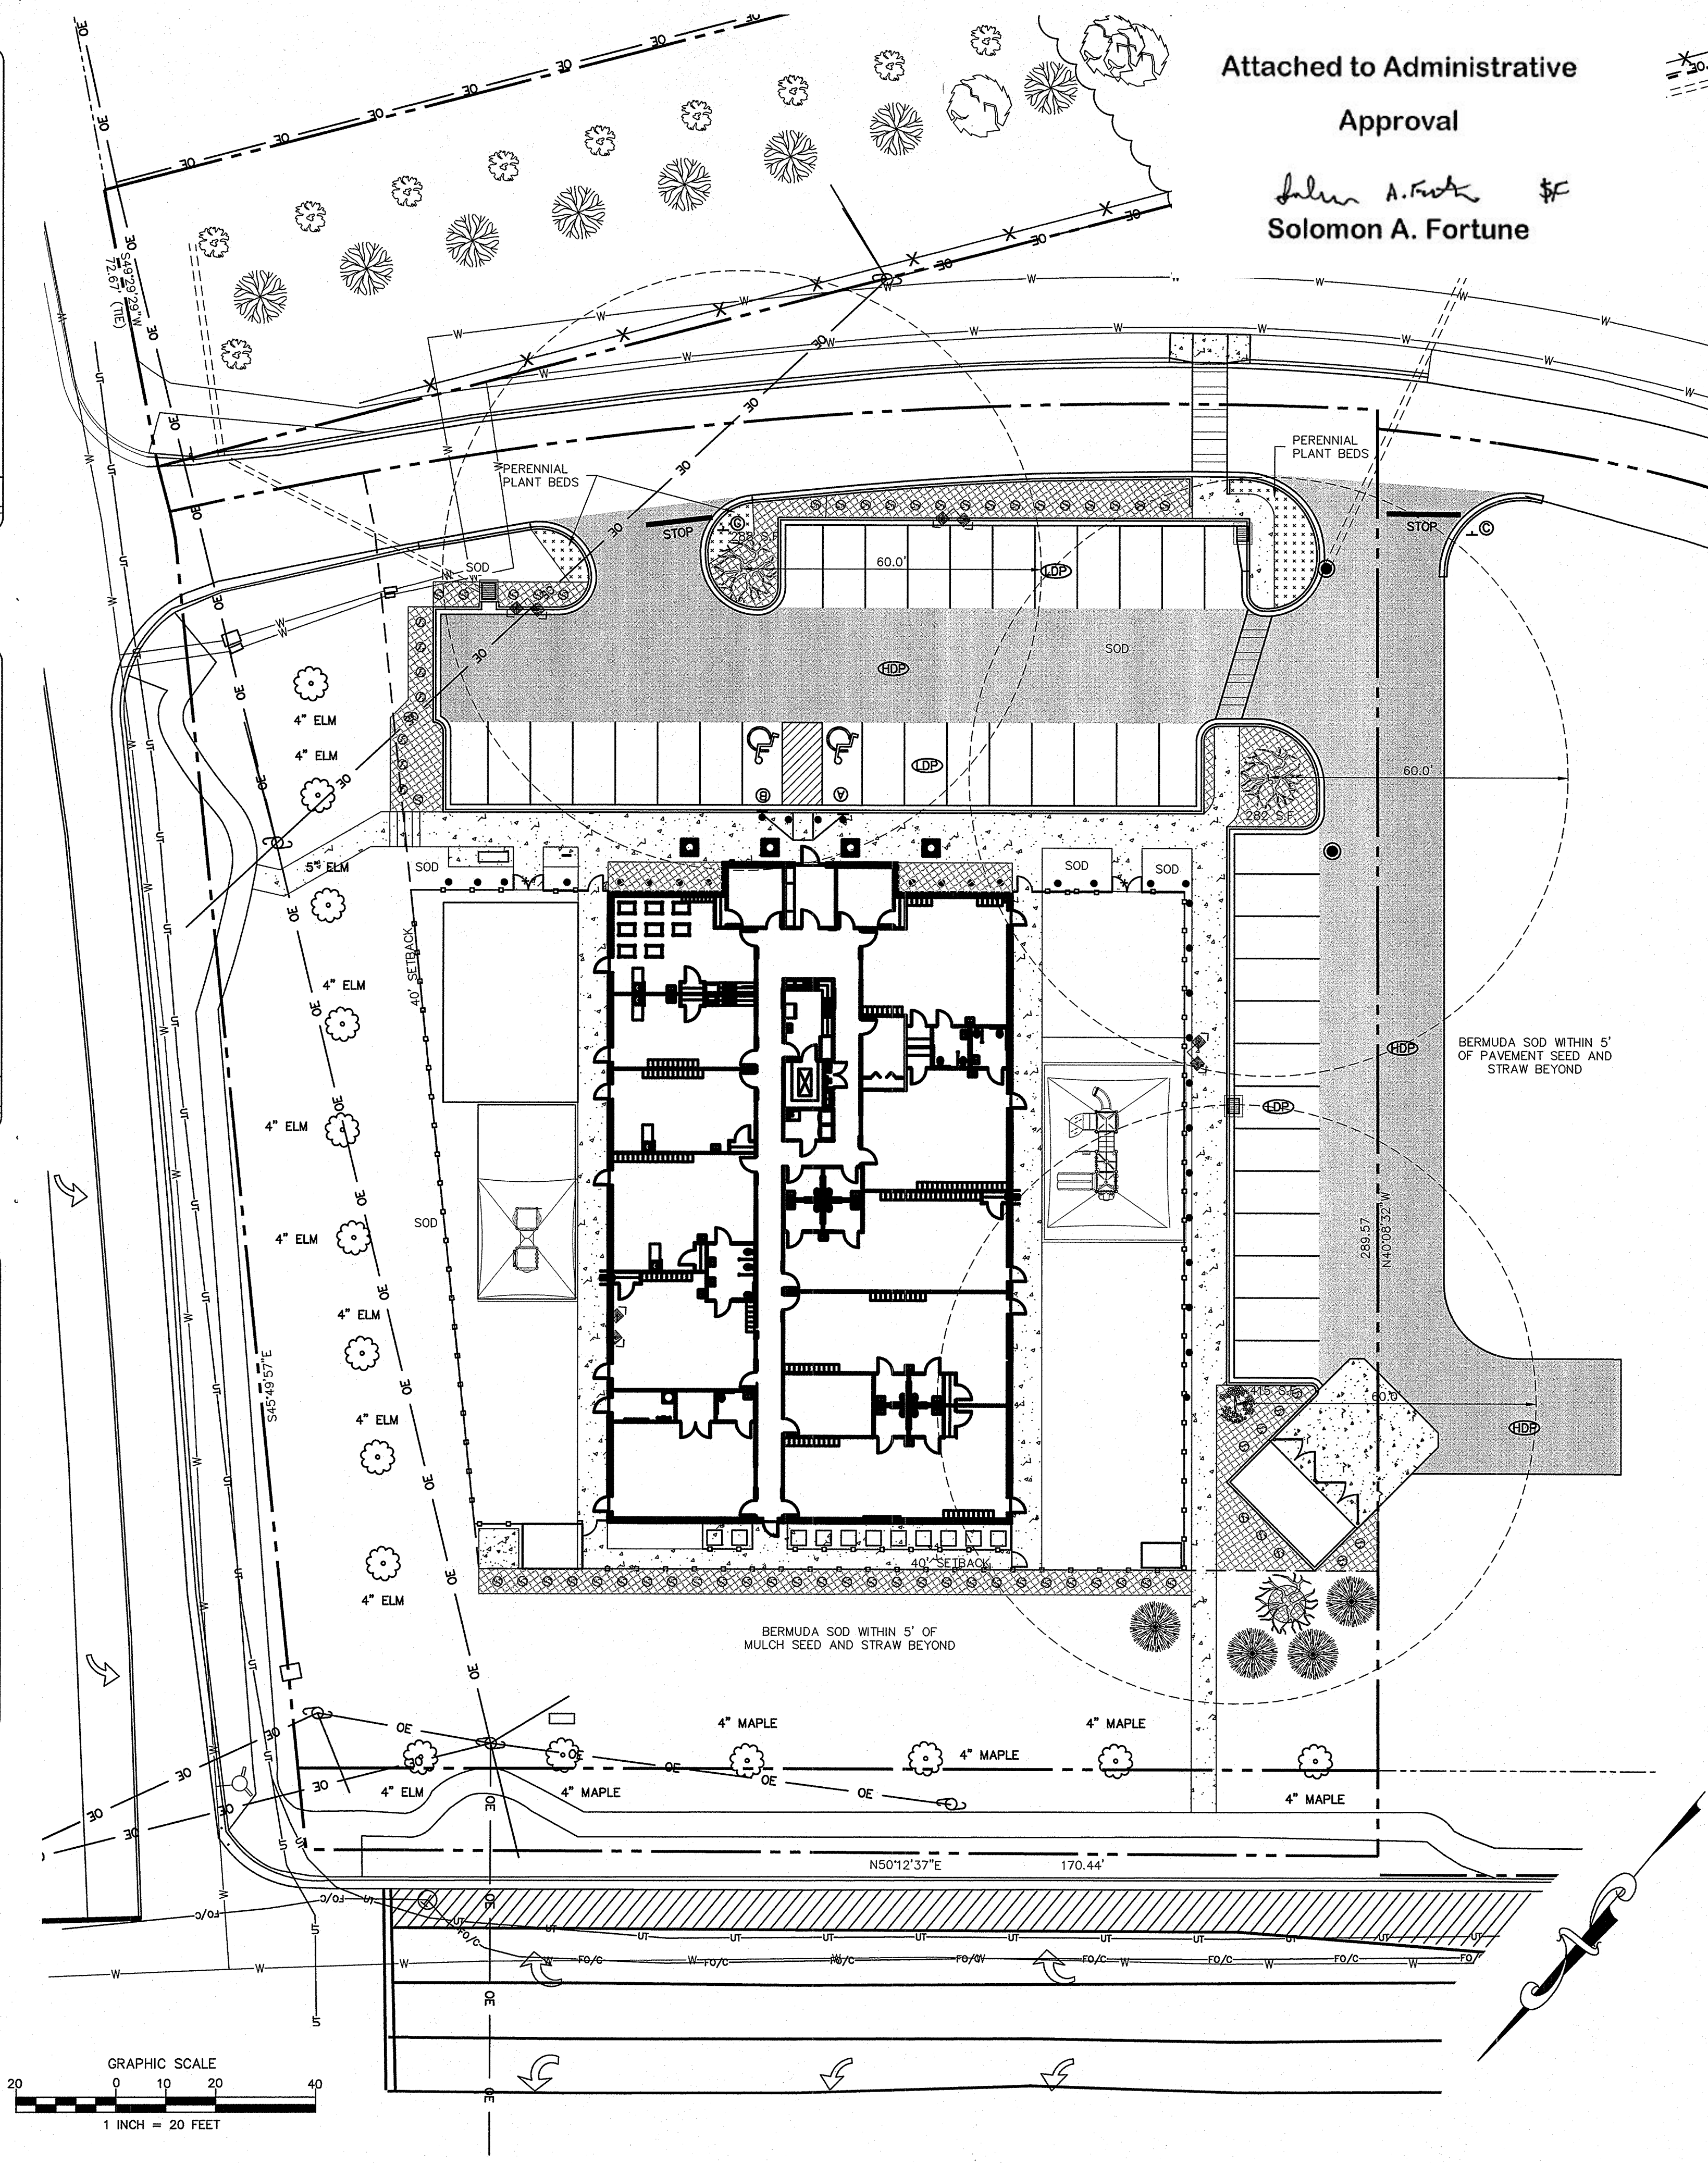 Attached to Administrative
Approval
Solomon A. Fortune
S49°29'29"W
72.67' (TIE)
PERENNIAL
PLANT BEDS
PERENNIAL
PLANT BEDS
STOP
STOP
C
C
SOD
60.0'
LDP
SOD
HDP
4" ELM
4" ELM
LDP
60.0'
B
A
282 S.F.
5" ELM
SOD
SOD
SOD
40' SETBACK
4" ELM
BERMUDA SOD WITHIN 5'
OF PAVEMENT SEED AND
STRAW BEYOND
HDP
LDP
4" ELM
SOD
4" ELM
289.57
N40°08'32"W
4" ELM
S45°49'57"E
4" ELM
415 S.F.
60.0'
HDP
40' SETBACK
4" ELM
BERMUDA SOD WITHIN 5' OF
MULCH SEED AND STRAW BEYOND
4" MAPLE
4" MAPLE
4" MAPLE
4" ELM
4" MAPLE
4" MAPLE
OE
UT
W
N50°12'37"E
170.44'
FO/C
GRAPHIC SCALE
20 0 10 20 40
1 INCH = 20 FEET